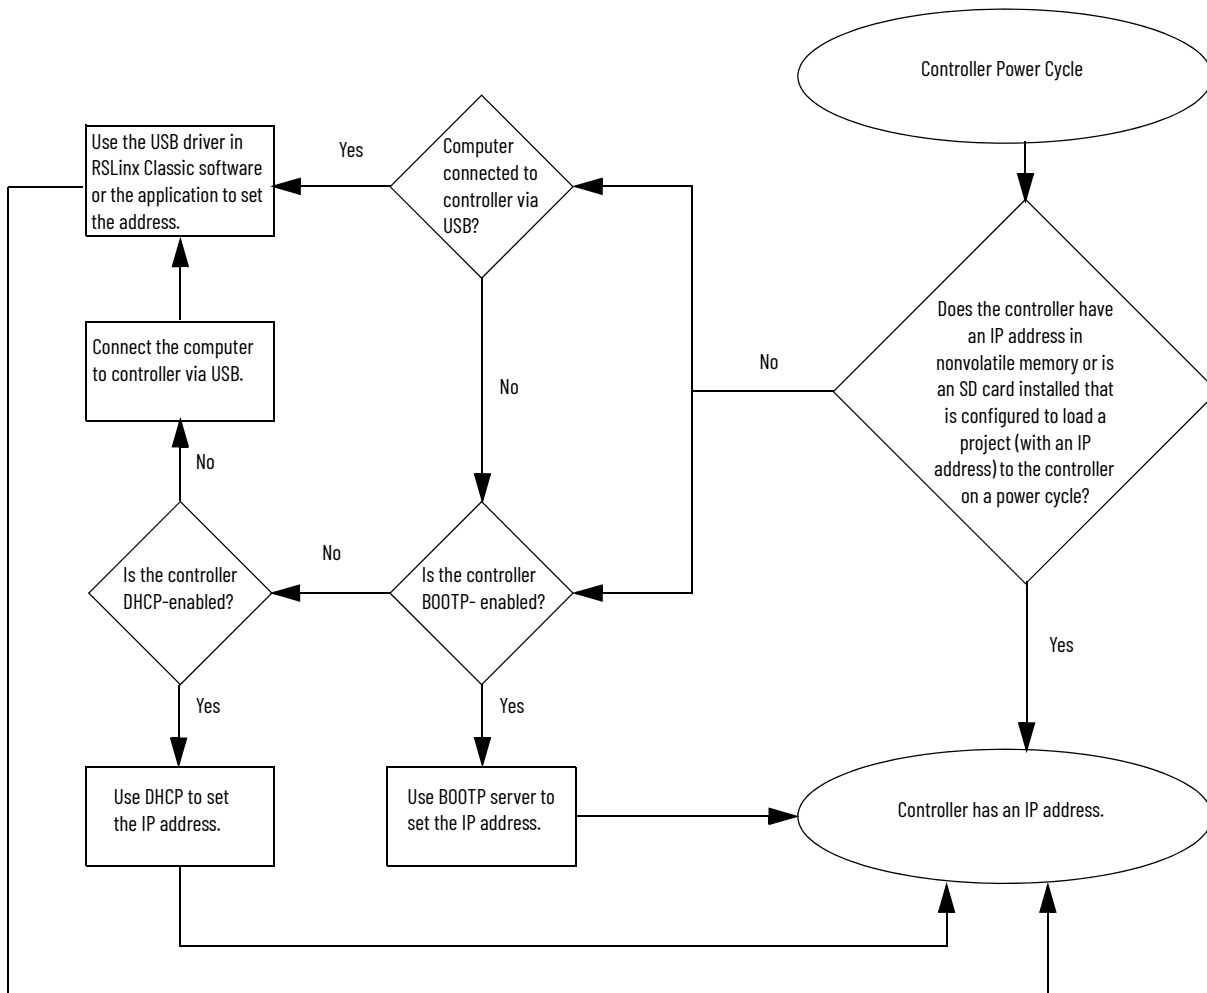 Controller Power Cycle
Use the USB driver in
RSLinx Classic software
or the application to set
the address.
Yes
Computer
connected to
controller via
USB?
Connect the computer
to controller via USB.
No
No
Does the controller have
an IP address in
nonvolatile memory or is
an SD card installed that
is configured to load a
project (with an IP
address) to the controller
on a power cycle?
No
Is the controller
DHCP-enabled?
No
Is the controller
BOOTP- enabled?
Yes
Yes
Yes
Use DHCP to set
the IP address.
Use BOOTP server to
set the IP address.
Controller has an IP address.